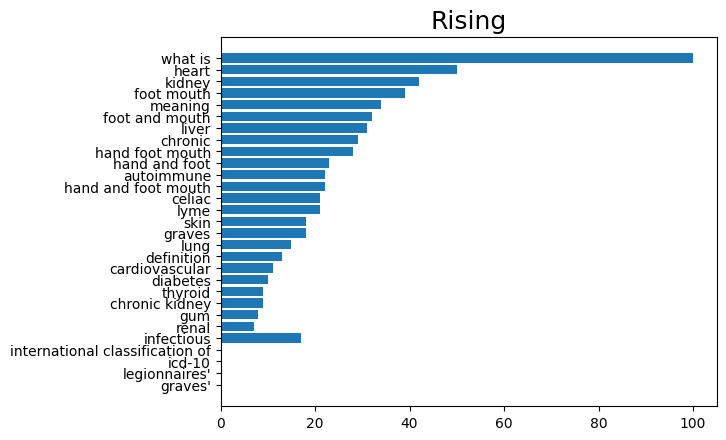 Rising
what is
heart
kidney
foot mouth
meaning
foot and mouth
liver
chronic
hand foot mouth
hand and foot
autoimmune
hand and foot mouth
celiac
lyme
skin
graves
lung
definition
cardiovascular
diabetes
thyroid
chronic kidney
gum
renal
infectious
international classification of
icd-10
legionnaires'
graves'
0 20 40 60 80 100